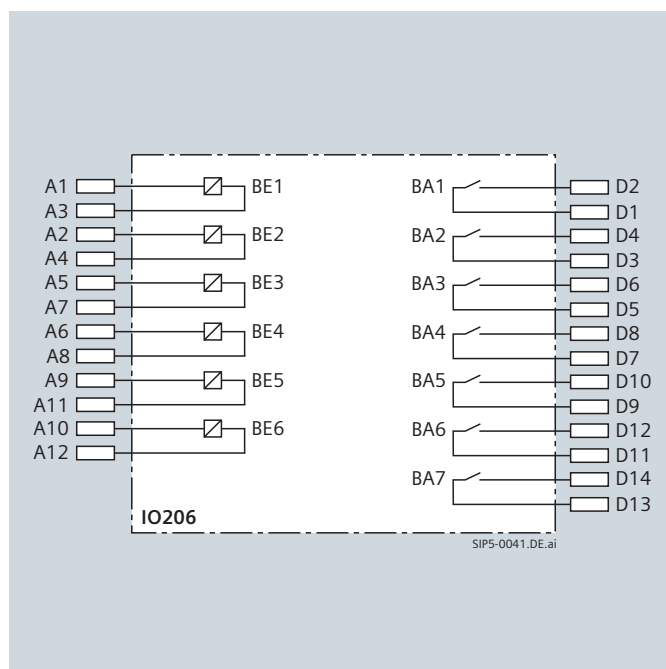 A1 BE1 BA1 D2
A3 D1
A2 BE2 BA2 D4
A4 D3
A5 BE3 BA3 D6
A7 D5
A6 BE4 BA4 D8
A8 D7
A9 BE5 BA5 D10
A11 D9
A10 BE6 BA6 D12
A12 D11
BA7 D14
D13
IO206
SIP5-0041.DE.ai